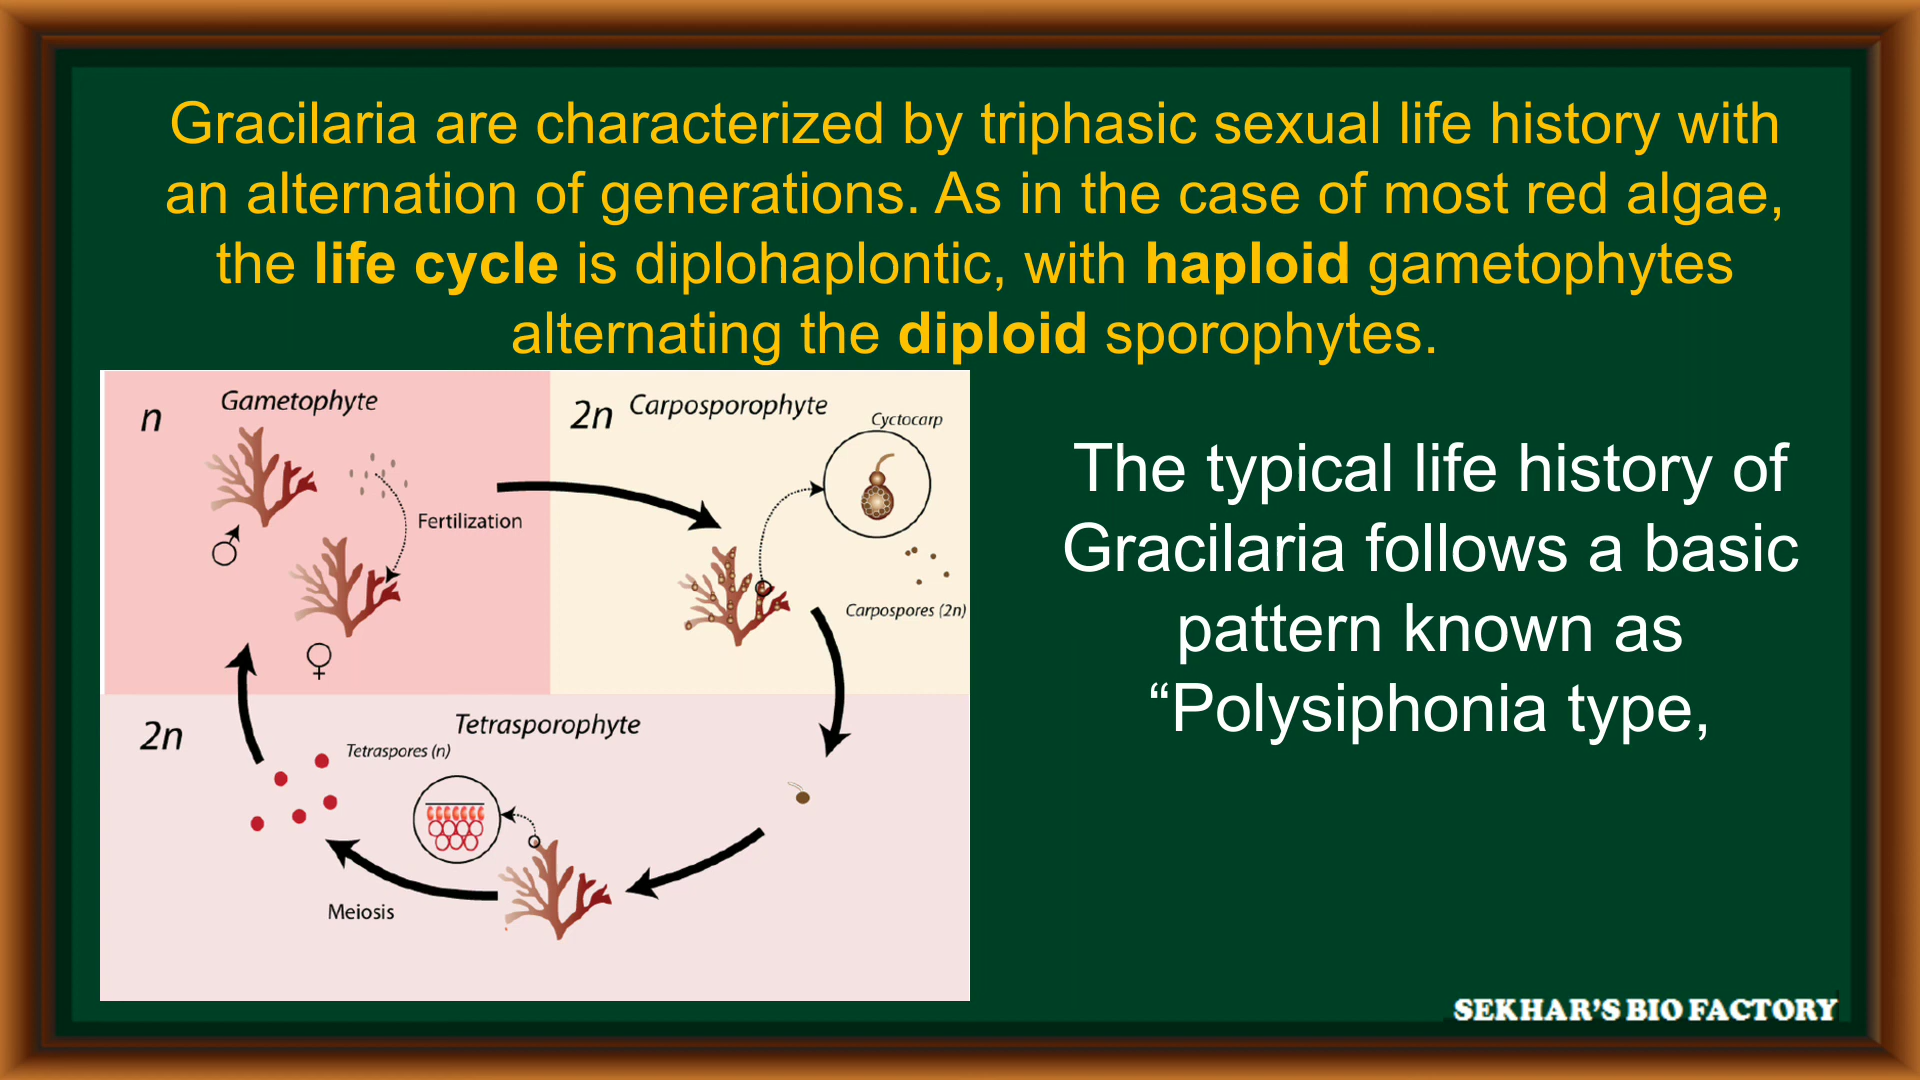 Gracilaria are characterized by triphasic sexual life history with
an alternation of generations. As in the case of most red algae,
the life cycle is diplohaplontic, with haploid gametophytes
alternating the diploid sporophytes.
n
Gametophyte
2n
Carposporophyte
Cyctocarp
Fertilization
♂
Carpospores (2n)
♀
2n
Tetrasporophyte
Tetraspores (n)
Meiosis
The typical life history of
Gracilaria follows a basic
pattern known as
“Polysiphonia type,
SEKHAR'S BIO FACTORY